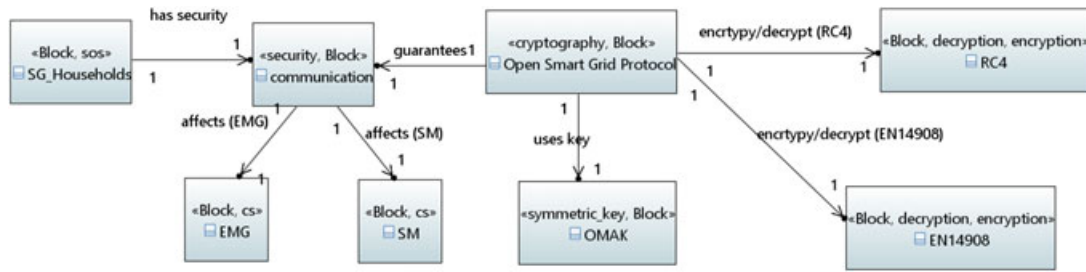 has security
«Block, sos»
SG_Households
1
1
«security, Block»
communication
guarantees1
1
«cryptography, Block»
Open Smart Grid Protocol
encrtypy/decrypt (RC4)
1
1
«Block, decryption, encryption»
RC4
affects (EMG)
1
1
affects (SM)
1
1
uses key
1
1
encrtypy/decrypt (EN14908)
1
1
«Block, cs»
EMG
«Block, cs»
SM
«symmetric_key, Block»
OMAK
«Block, decryption, encryption»
EN14908